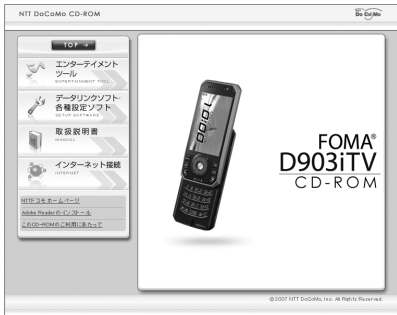 NTT DoCoMo CD-ROM
DoCoMo
TOP →
エンターテイメント
ツール
ENTERTAINMENT TOOL
データリンクソフト・
各種設定ソフト
SETUP SOFTWARE
取扱説明書
MANUAL
インターネット接続
INTERNET
NTTドコモ ホームページ
Adobe Readerのインストール
このCD-ROMのご利用にあたって
FOMA®
D903iTV
CD-ROM
© 2007 NTT DoCoMo, Inc. All Rights Reserved.